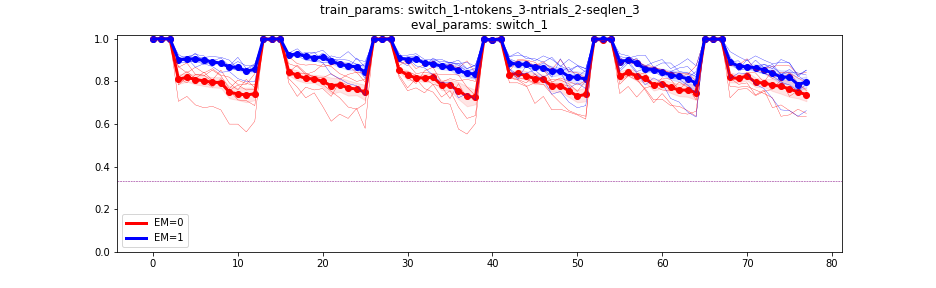 train_params: switch_1-ntokens_3-ntrials_2-seqlen_3
eval_params: switch_1
1.0
0.8
0.6
0.4
0.2
0.0
EM=0
EM=1
0 10 20 30 40 50 60 70 80